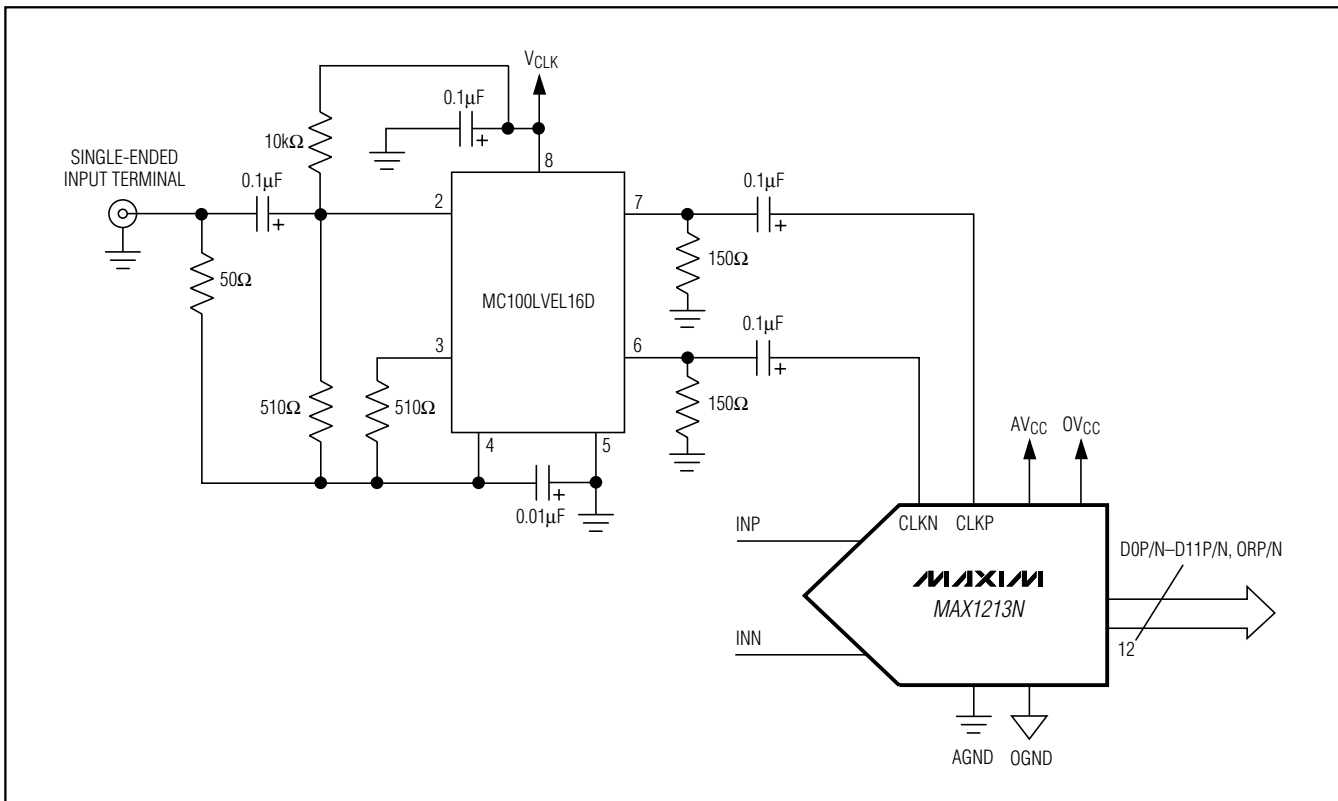 VCLK
0.1µF
10kΩ
SINGLE-ENDED
INPUT TERMINAL
0.1µF
8
2
7
0.1µF
50Ω
150Ω
MC100LVEL16D
0.1µF
3
6
510Ω
510Ω
150Ω
4
5
0.01µF
AVCC
OVCC
INP
CLKN
CLKP
D0P/N–D11P/N, ORP/N
MAXIM
MAX1213N
INN
12
AGND
OGND